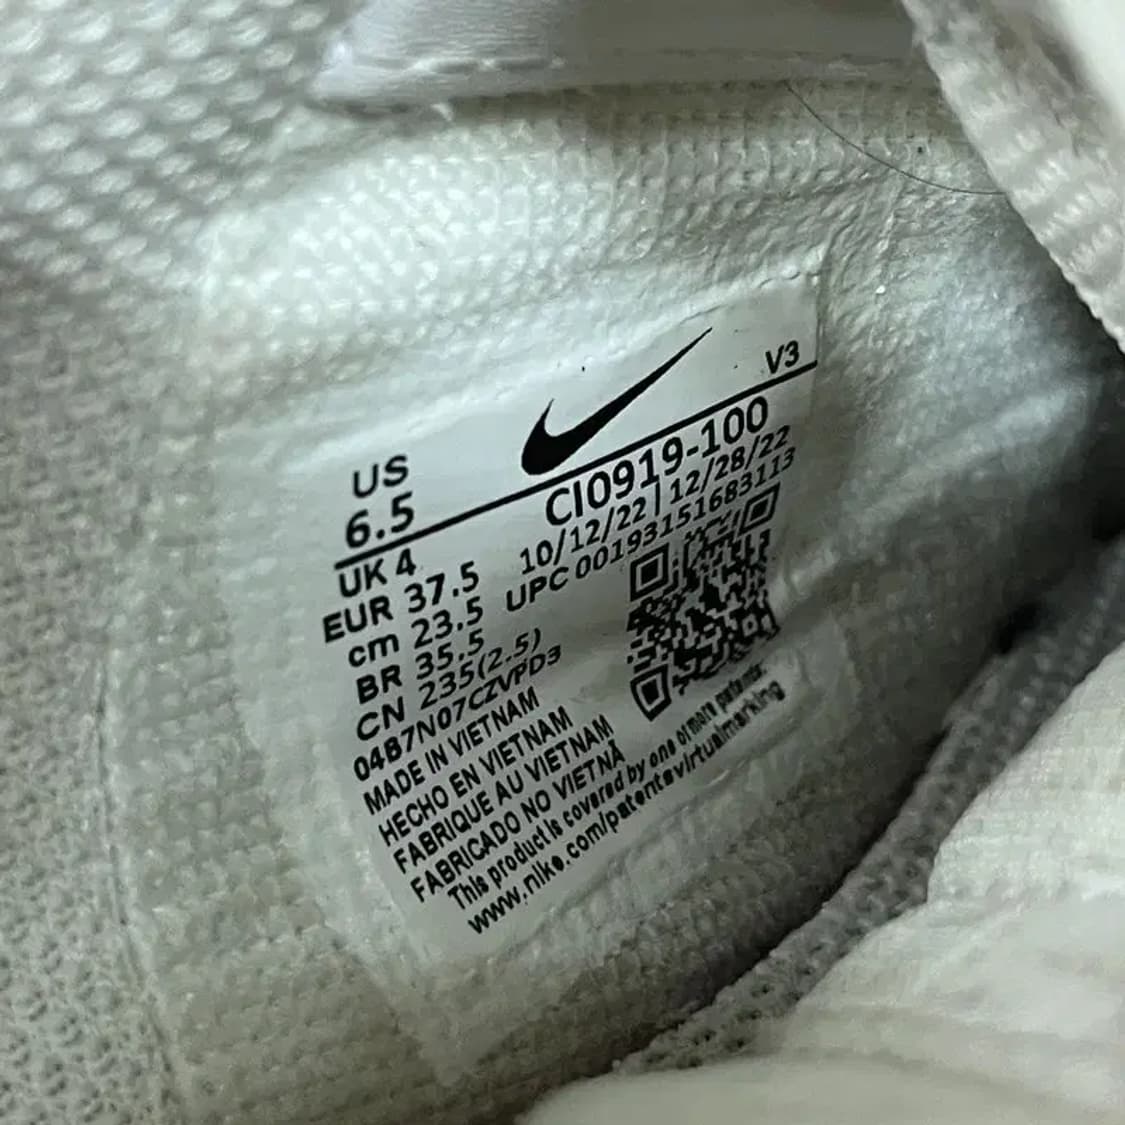 V3
US
6.5
CI0919-100
10/12/22 | 12/28/22
UPC 00193151683113
UK 4
EUR 37.5
cm 23.5
BR 35.5
CN 235(2.5)
04B7N07CZVPD3
MADE IN VIETNAM
HECHO EN VIETNAM
FABRIQUE AU VIETNAM
FABRICADO NO VIETNÃ
This product is covered by one or more patents:
www.nike.com/patentsvirtualmarking